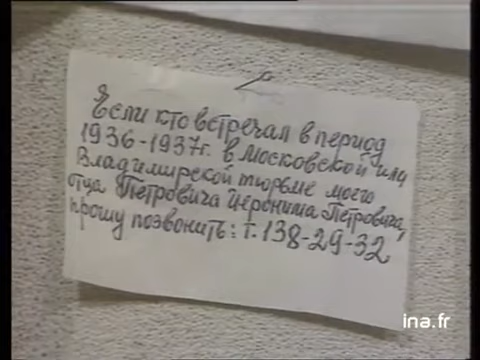 Если кто встречал в период
1936-1937г. в Московской или
Владимирской тюрьме моего
отца Петровича Иеронима Петровича,
прошу позвонить: т. 138-29-32
ina.fr